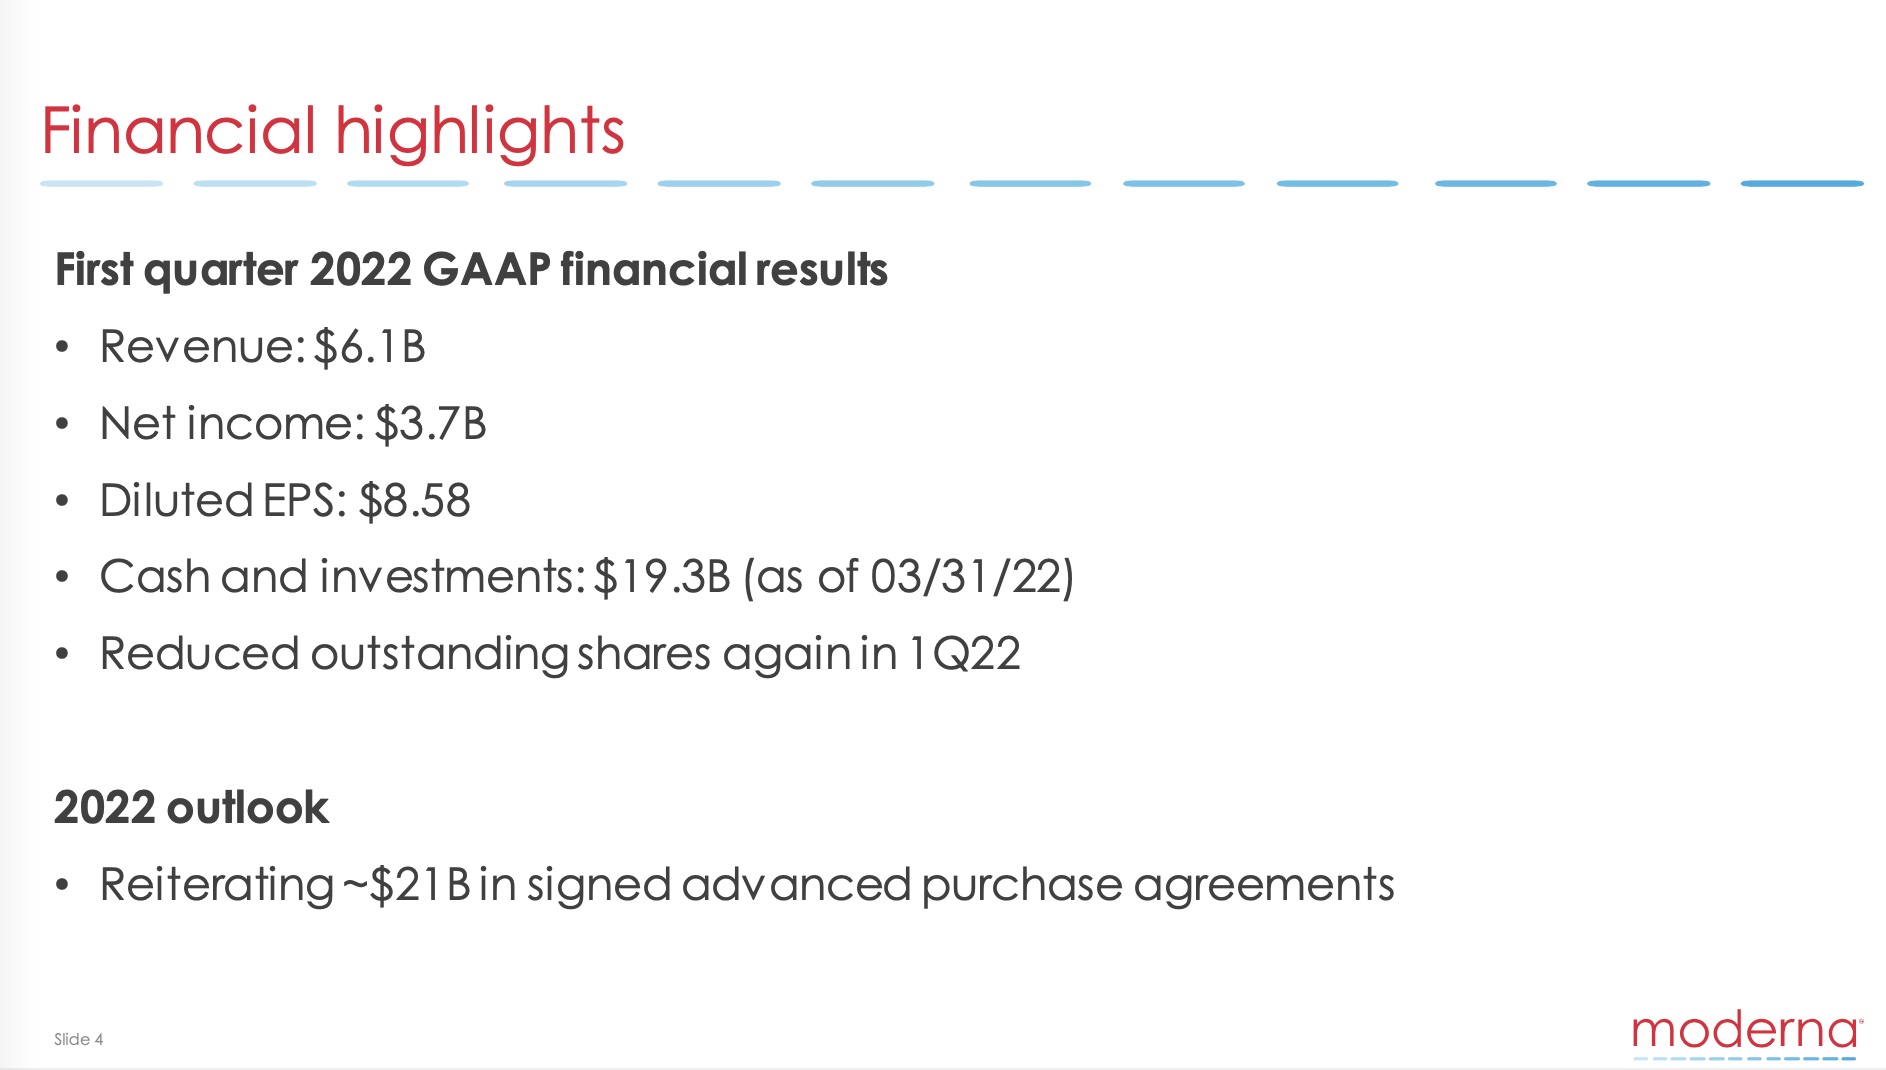 Financial highlights
First quarter 2022 GAAP financial results
• Revenue: $6.1B
• Net income: $3.7B
• Diluted EPS: $8.58
• Cash and investments: $19.3B (as of 03/31/22)
• Reduced outstanding shares again in 1Q22
2022 outlook
• Reiterating ~$21B in signed advanced purchase agreements
Slide 4
moderna